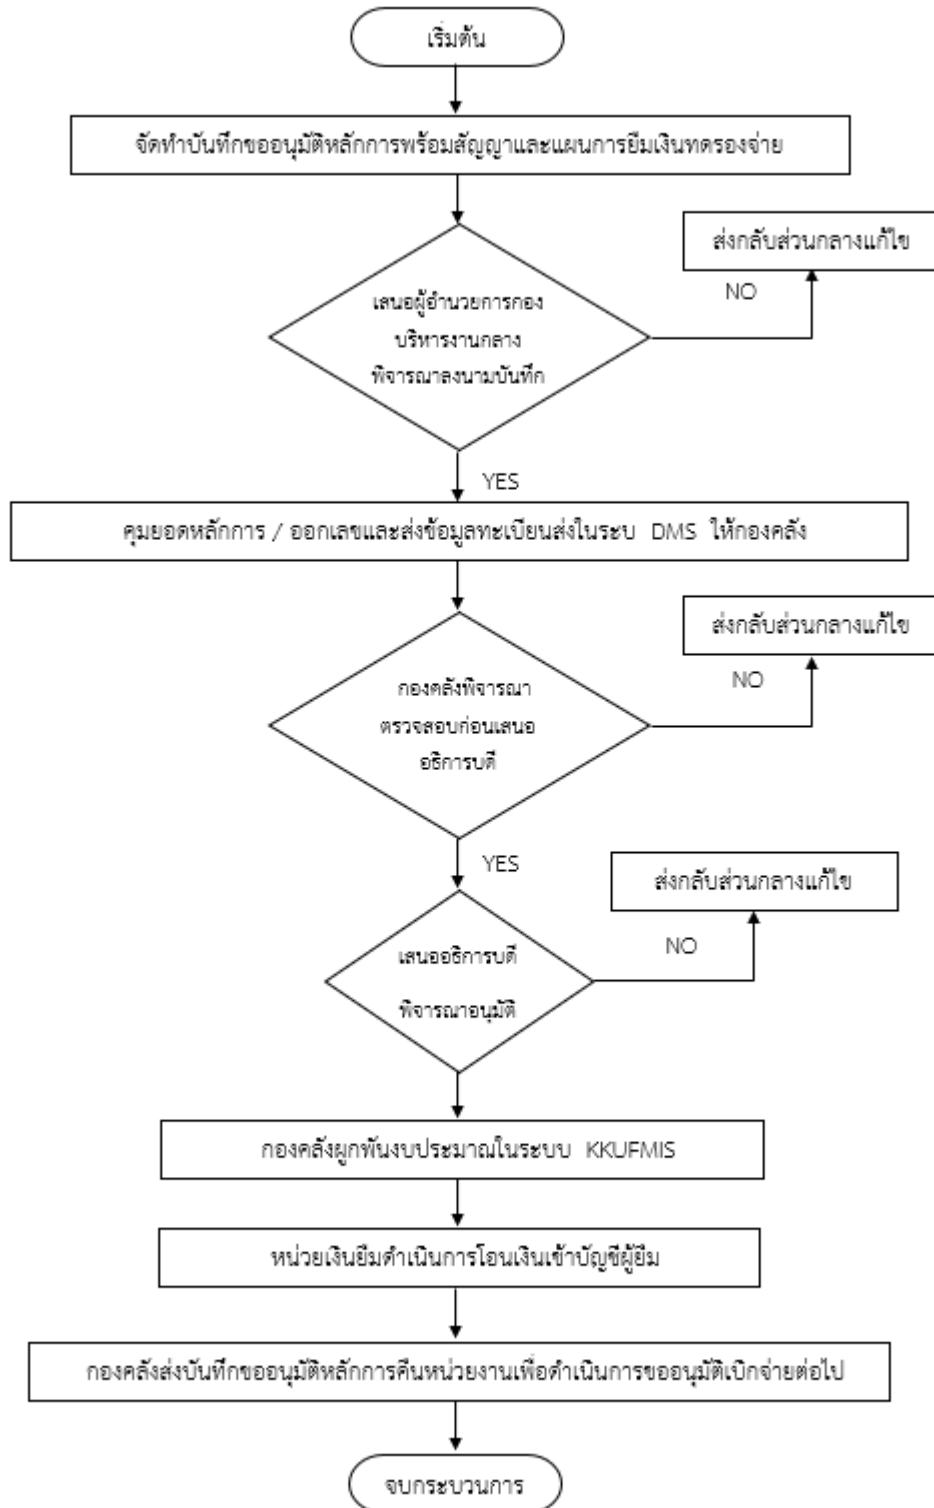 เริ่มต้น
จัดทำบันทึกขออนุมัติหลักการพร้อมสัญญาและแผนการยืมเงินทดรองจ่าย
ส่งกลับส่วนกลางแก้ไข
NO
เสนอผู้อำนวยการกอง
บริหารงานกลาง
พิจารณาลงนามบันทึก
YES
คุมยอดหลักการ / ออกเลขและส่งข้อมูลทะเบียนส่งในระบ DMS ให้กองคลัง
ส่งกลับส่วนกลางแก้ไข
NO
กองคลังพิจารณา
ตรวจสอบก่อนเสนอ
อธิการบดี
YES
ส่งกลับส่วนกลางแก้ไข
NO
เสนออธิการบดี
พิจารณาอนุมัติ
กองคลังผูกพันงบประมาณในระบบ KKUFMIS
หน่วยเงินยืมดำเนินการโอนเงินเข้าบัญชีผู้ยืม
กองคลังส่งบันทึกขออนุมัติหลักการคืนหน่วยงานเพื่อดำเนินการขออนุมัติเบิกจ่ายต่อไป
จบกระบวนการ